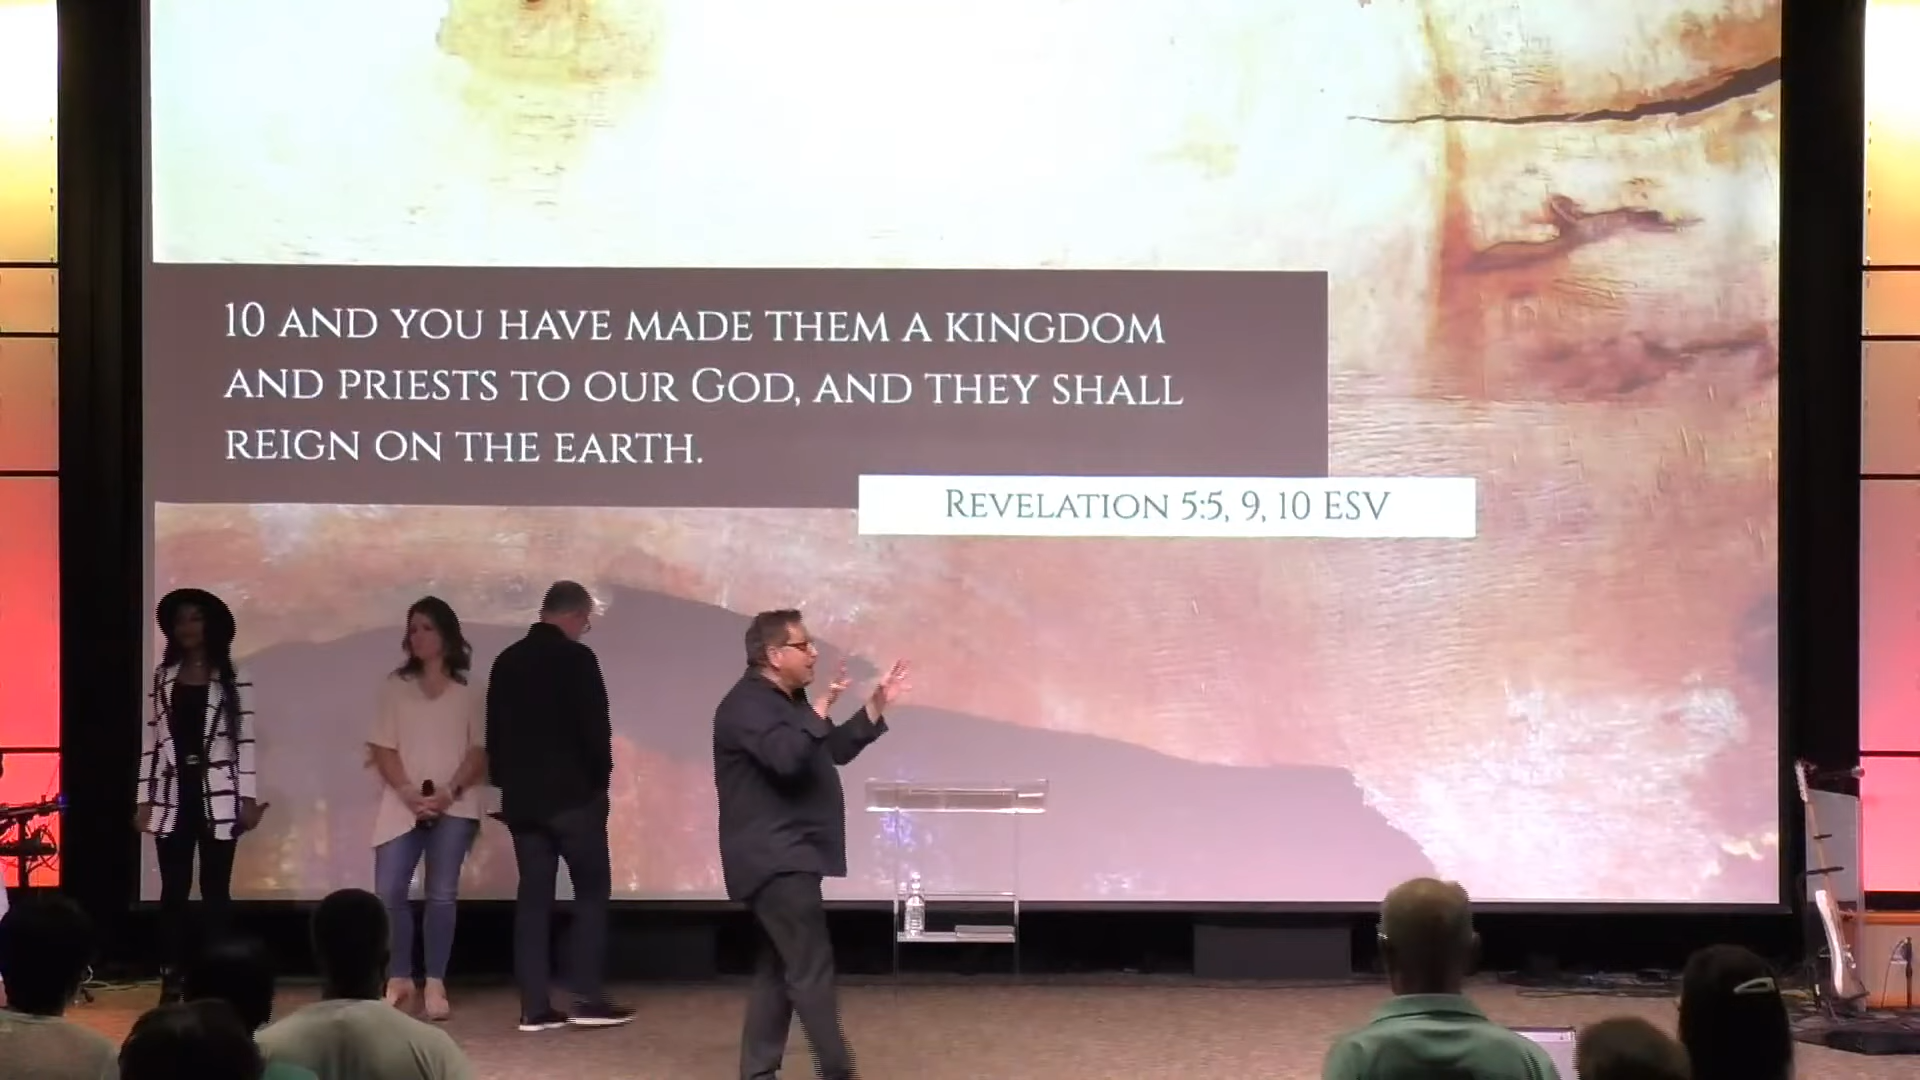 10 and you have made them a kingdom
and priests to our God, and they shall
reign on the earth.
Revelation 5:5, 9, 10 ESV